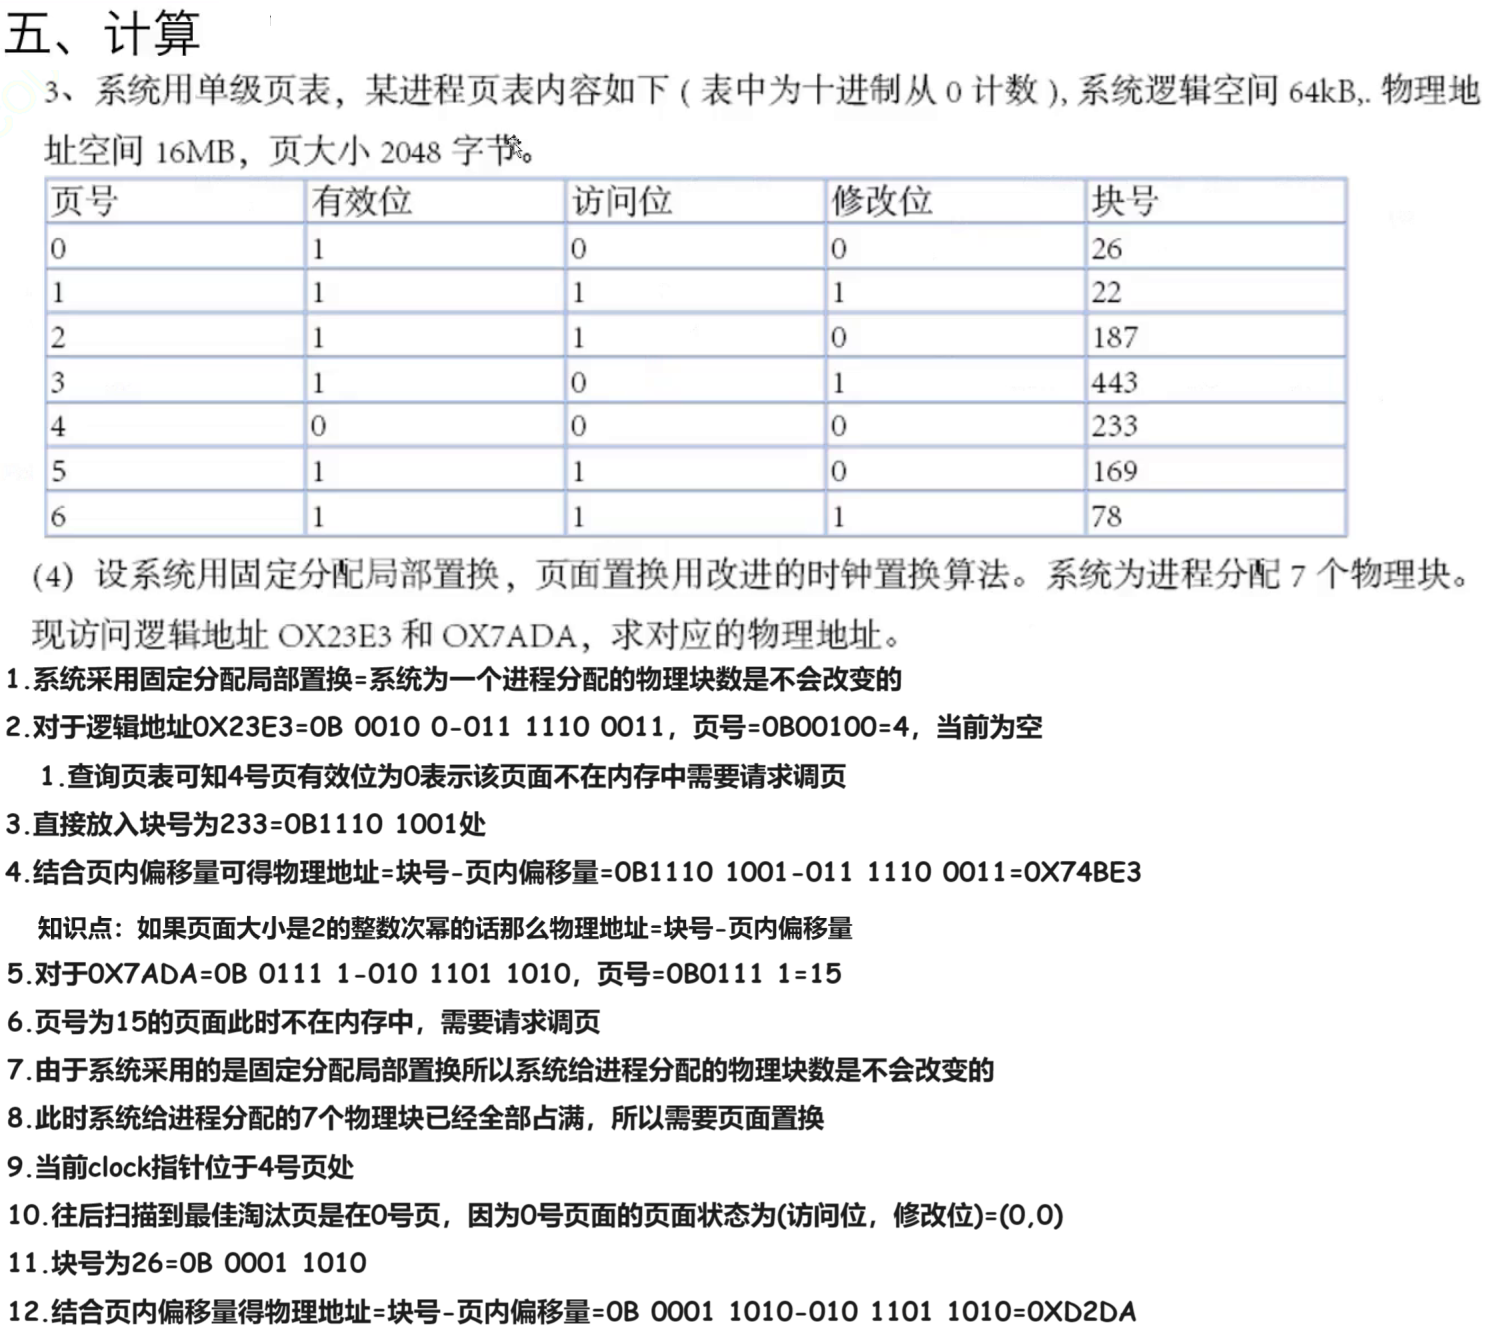 五、计算
3、系统用单级页表，某进程页表内容如下（表中为十进制从 0 计数），系统逻辑空间 64kB,. 物理地
址空间 16MB，页大小 2048 字节。
页号 有效位 访问位 修改位 块号
0 1 0 0 26
1 1 1 1 22
2 1 1 0 187
3 1 0 1 443
4 0 0 0 233
5 1 1 0 169
6 1 1 1 78
(4) 设系统用固定分配局部置换，页面置换用改进的时钟置换算法。系统为进程分配 7 个物理块。
现访问逻辑地址 OX23E3 和 OX7ADA，求对应的物理地址。
1.系统采用固定分配局部置换=系统为一个进程分配的物理块数是不会改变的
2.对于逻辑地址0X23E3=0B 0010 0-011 1110 0011，页号=0B00100=4，当前为空
1.查询页表可知4号页有效位为0表示该页面不在内存中需要请求调页
3.直接放入块号为233=0B1110 1001处
4.结合页内偏移量可得物理地址=块号-页内偏移量=0B1110 1001-011 1110 0011=0X74BE3
知识点：如果页面大小是2的整数次幂的话那么物理地址=块号-页内偏移量
5.对于0X7ADA=0B 0111 1-010 1101 1010，页号=0B0111 1=15
6.页号为15的页面此时不在内存中，需要请求调页
7.由于系统采用的是固定分配局部置换所以系统给进程分配的物理块数是不会改变的
8.此时系统给进程分配的7个物理块已经全部占满，所以需要页面置换
9.当前clock指针位于4号页处
10.往后扫描到最佳淘汰页是在0号页，因为0号页面的页面状态为(访问位，修改位)=(0,0)
11.块号为26=0B 0001 1010
12.结合页内偏移量得物理地址=块号-页内偏移量=0B 0001 1010-010 1101 1010=0XD2DA